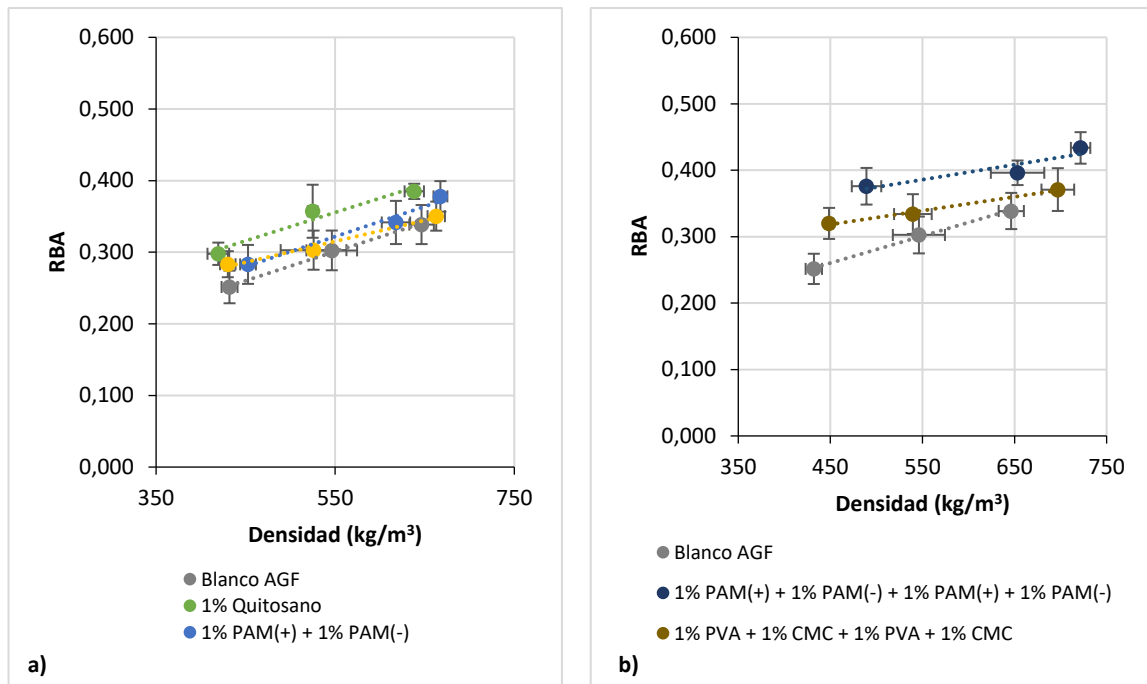 0,600
0,500
0,400
0,300
0,200
0,100
0,000
RBA
350
550
750
Densidad (kg/m³)
Blanco AGF
1% Quitosano
1% PAM(+) + 1% PAM(-)
a)
0,600
0,500
0,400
0,300
0,200
0,100
0,000
RBA
350
450
550
650
750
Densidad (kg/m³)
Blanco AGF
1% PAM(+) + 1% PAM(-) + 1% PAM(+) + 1% PAM(-)
1% PVA + 1% CMC + 1% PVA + 1% CMC
b)